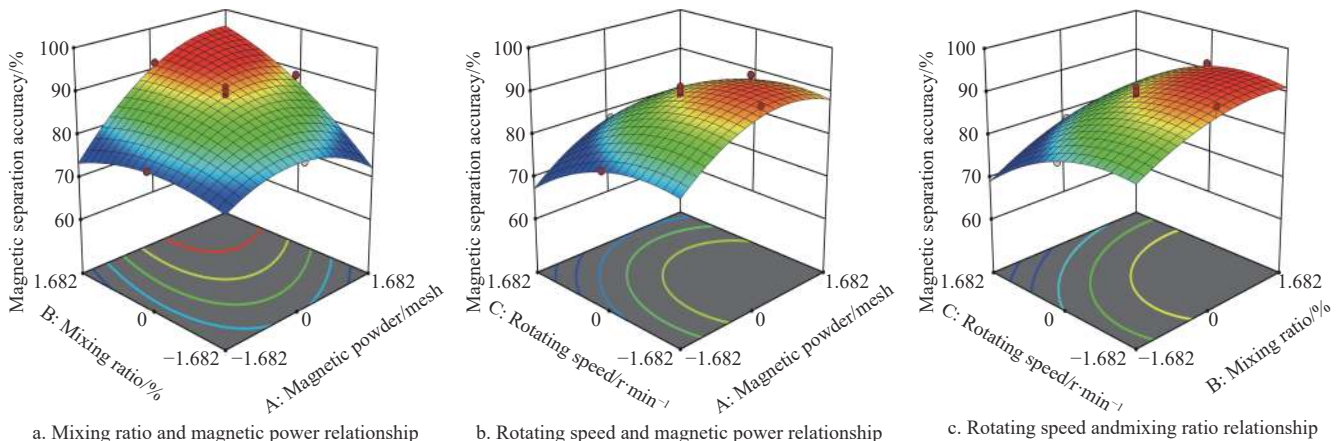 Magnetic separation accuracy/%
100
90
80
70
60
1.682
0
−1.682
B: Mixing ratio/%
−1.682
0
1.682
A: Magnetic powder/mesh
a. Mixing ratio and magnetic power relationship
Magnetic separation accuracy/%
100
90
80
70
60
1.682
0
−1.682
C: Rotating speed/r·min⁻¹
−1.682
0
1.682
A: Magnetic powder/mesh
b. Rotating speed and magnetic power relationship
Magnetic separation accuracy/%
100
90
80
70
60
1.682
0
−1.682
C: Rotating speed/r·min⁻¹
−1.682
0
1.682
B: Mixing ratio/%
c. Rotating speed andmixing ratio relationship